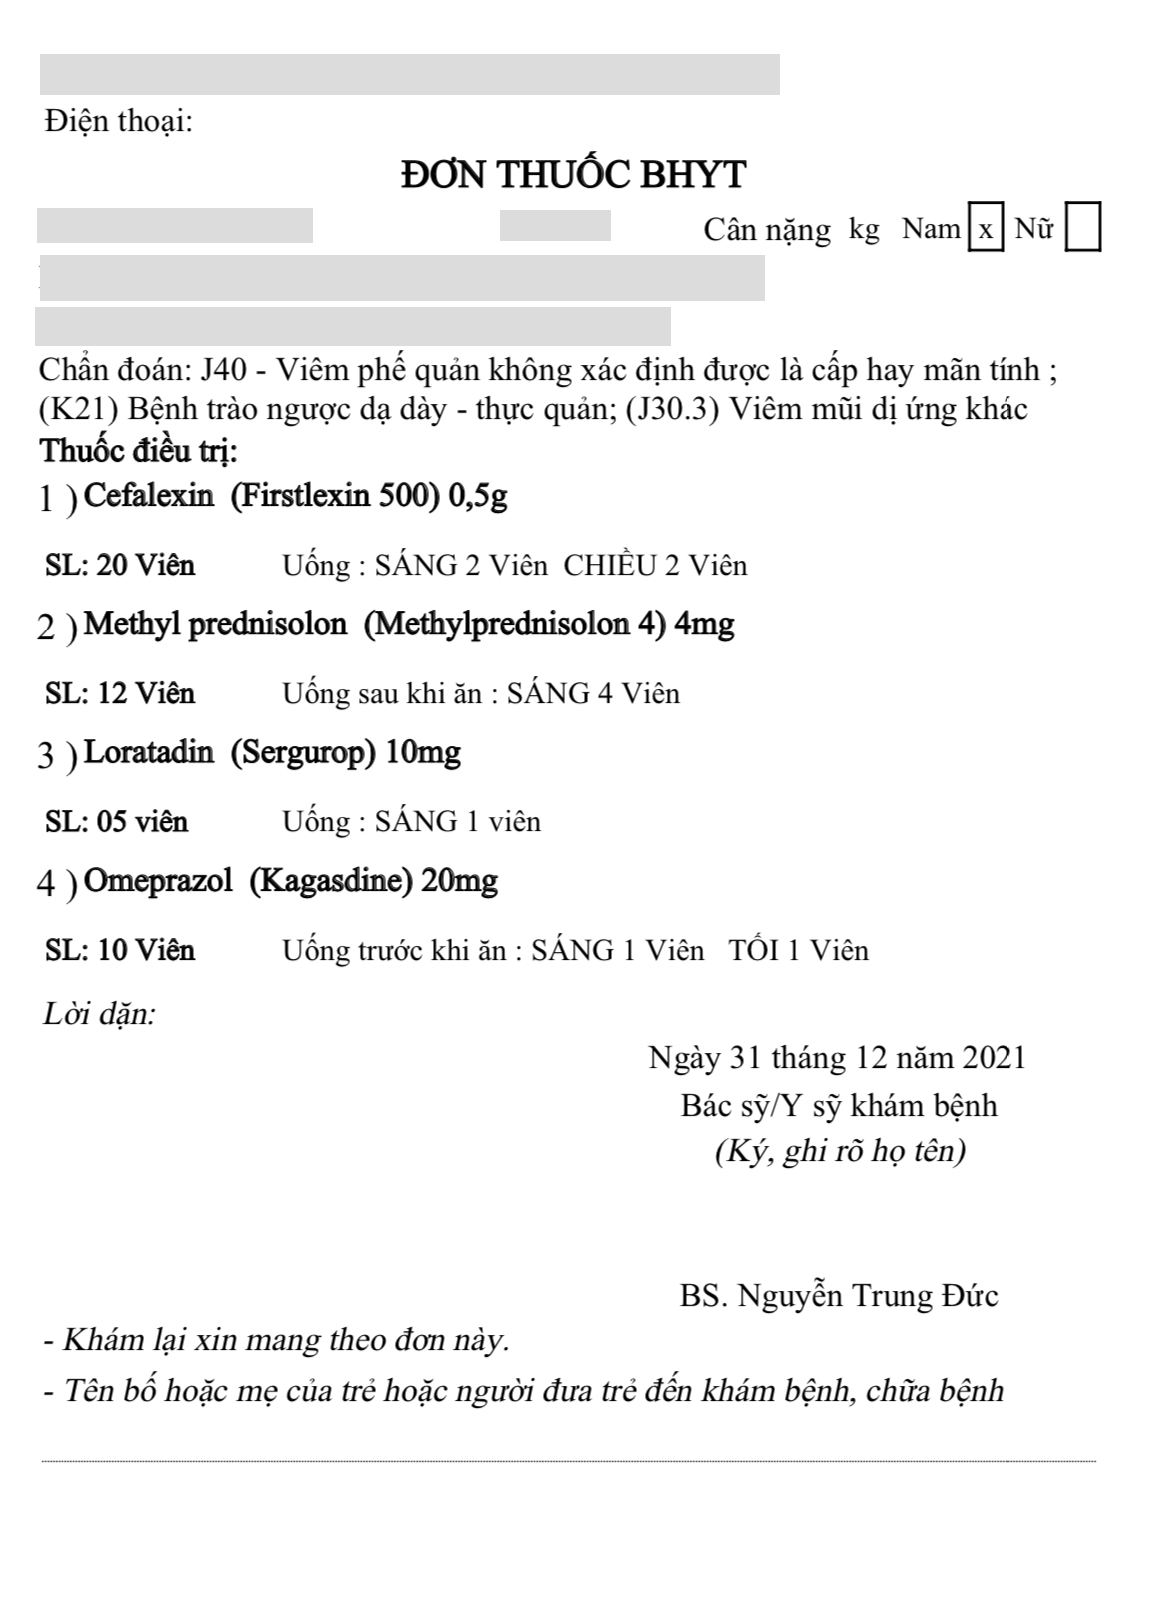 Điện thoại:
ĐƠN THUỐC BHYT
Cân nặng kg Nam x Nữ
Chẩn đoán: J40 - Viêm phế quản không xác định được là cấp hay mãn tính ;
(K21) Bệnh trào ngược dạ dày - thực quản; (J30.3) Viêm mũi dị ứng khác
Thuốc điều trị:
1 ) Cefalexin (Firstlexin 500) 0,5g
SL: 20 Viên Uống : SÁNG 2 Viên CHIỀU 2 Viên
2 ) Methyl prednisolon (Methylprednisolon 4) 4mg
SL: 12 Viên Uống sau khi ăn : SÁNG 4 Viên
3 ) Loratadin (Sergurop) 10mg
SL: 05 viên Uống : SÁNG 1 viên
4 ) Omeprazol (Kagasdine) 20mg
SL: 10 Viên Uống trước khi ăn : SÁNG 1 Viên TỐI 1 Viên
Lời dặn:
Ngày 31 tháng 12 năm 2021
Bác sỹ/Y sỹ khám bệnh
(Ký, ghi rõ họ tên)
BS. Nguyễn Trung Đức
- Khám lại xin mang theo đơn này.
- Tên bố hoặc mẹ của trẻ hoặc người đưa trẻ đến khám bệnh, chữa bệnh